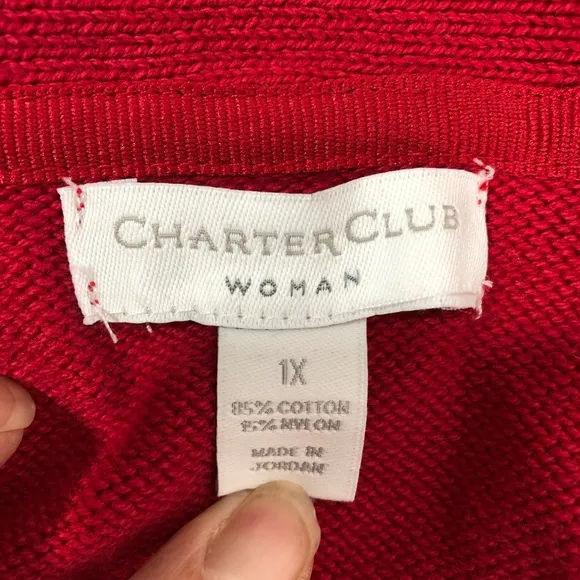 CHARTER CLUB
WOMAN
1X
85% COTTON
15% NYLON
MADE IN
JORDAN